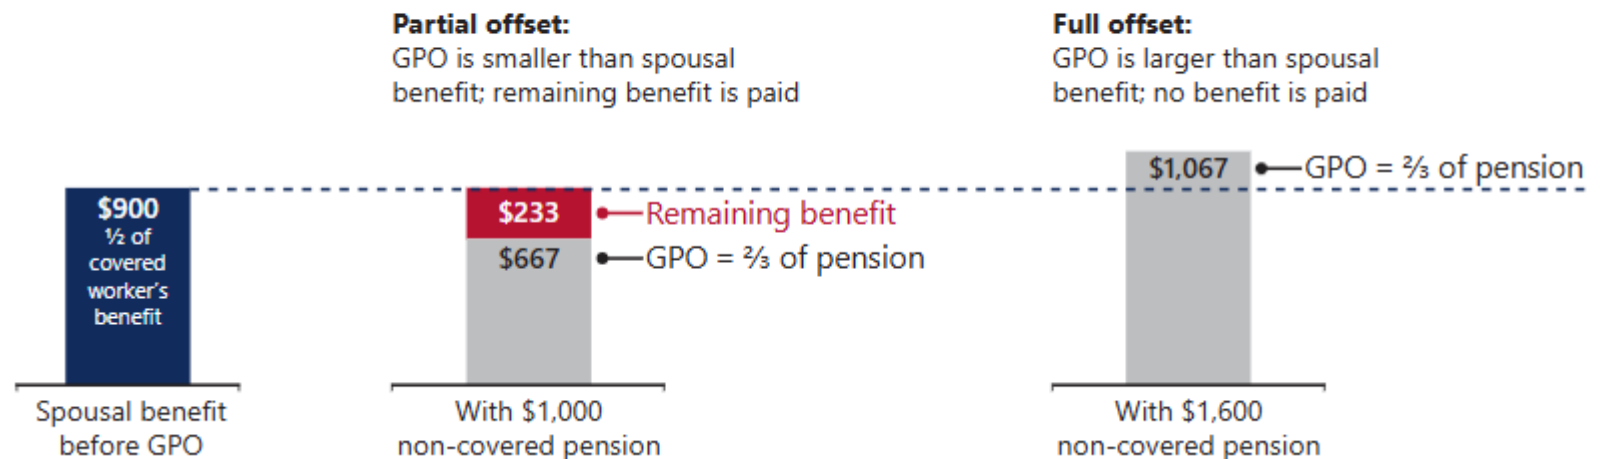 Partial offset:
GPO is smaller than spousal
benefit; remaining benefit is paid
Full offset:
GPO is larger than spousal
benefit; no benefit is paid
$900
½ of
covered
worker's
benefit
$233
Remaining benefit
$667
GPO = ⅔ of pension
$1,067
GPO = ⅔ of pension
Spousal benefit
before GPO
With $1,000
non-covered pension
With $1,600
non-covered pension